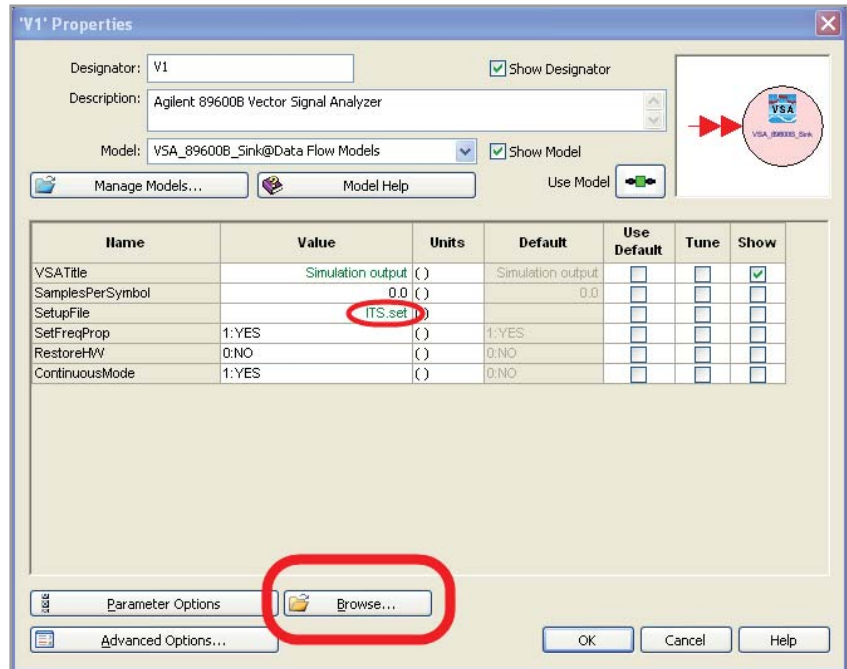 'V1' Properties
Designator: V1 Show Designator
Description: Agilent 89600B Vector Signal Analyzer
Model: VSA_89600B_Sink@Data Flow Models Show Model
Manage Models... Model Help Use Model
VSA
VSA_89600B_Sink
Name Value Units Default Use Default Tune Show
VSATitle Simulation output ( ) Simulation output
SamplesPerSymbol 0.0 ( ) 0.0
SetupFile ITS.set ( )
SetFreqProp 1:YES ( ) 1:YES
RestoreHW 0:NO ( ) 0:NO
ContinuousMode 1:YES ( ) 0:NO
Parameter Options Browse...
Advanced Options... OK Cancel Help